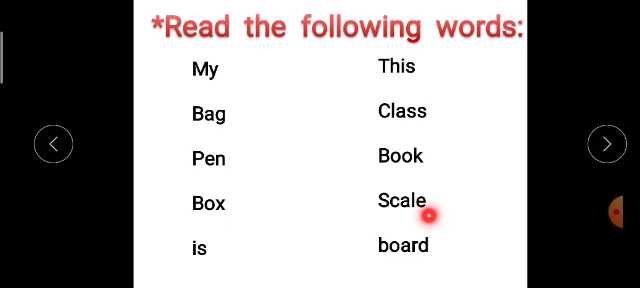 *Read the following words:
My This
Bag Class
Pen Book
Box Scale
is board